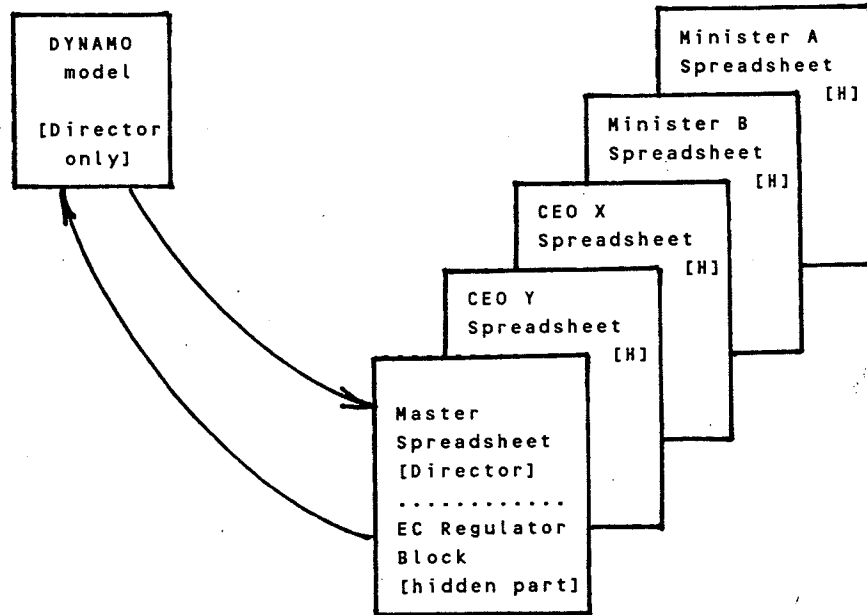 DYNAMO
model
[Director
only]
Minister A
Spreadsheet
[H]
Minister B
Spreadsheet
[H]
CEO X
Spreadsheet
[H]
CEO Y
Spreadsheet
[H]
Master
Spreadsheet
[Director]
............
EC Regulator
Block
[hidden part]